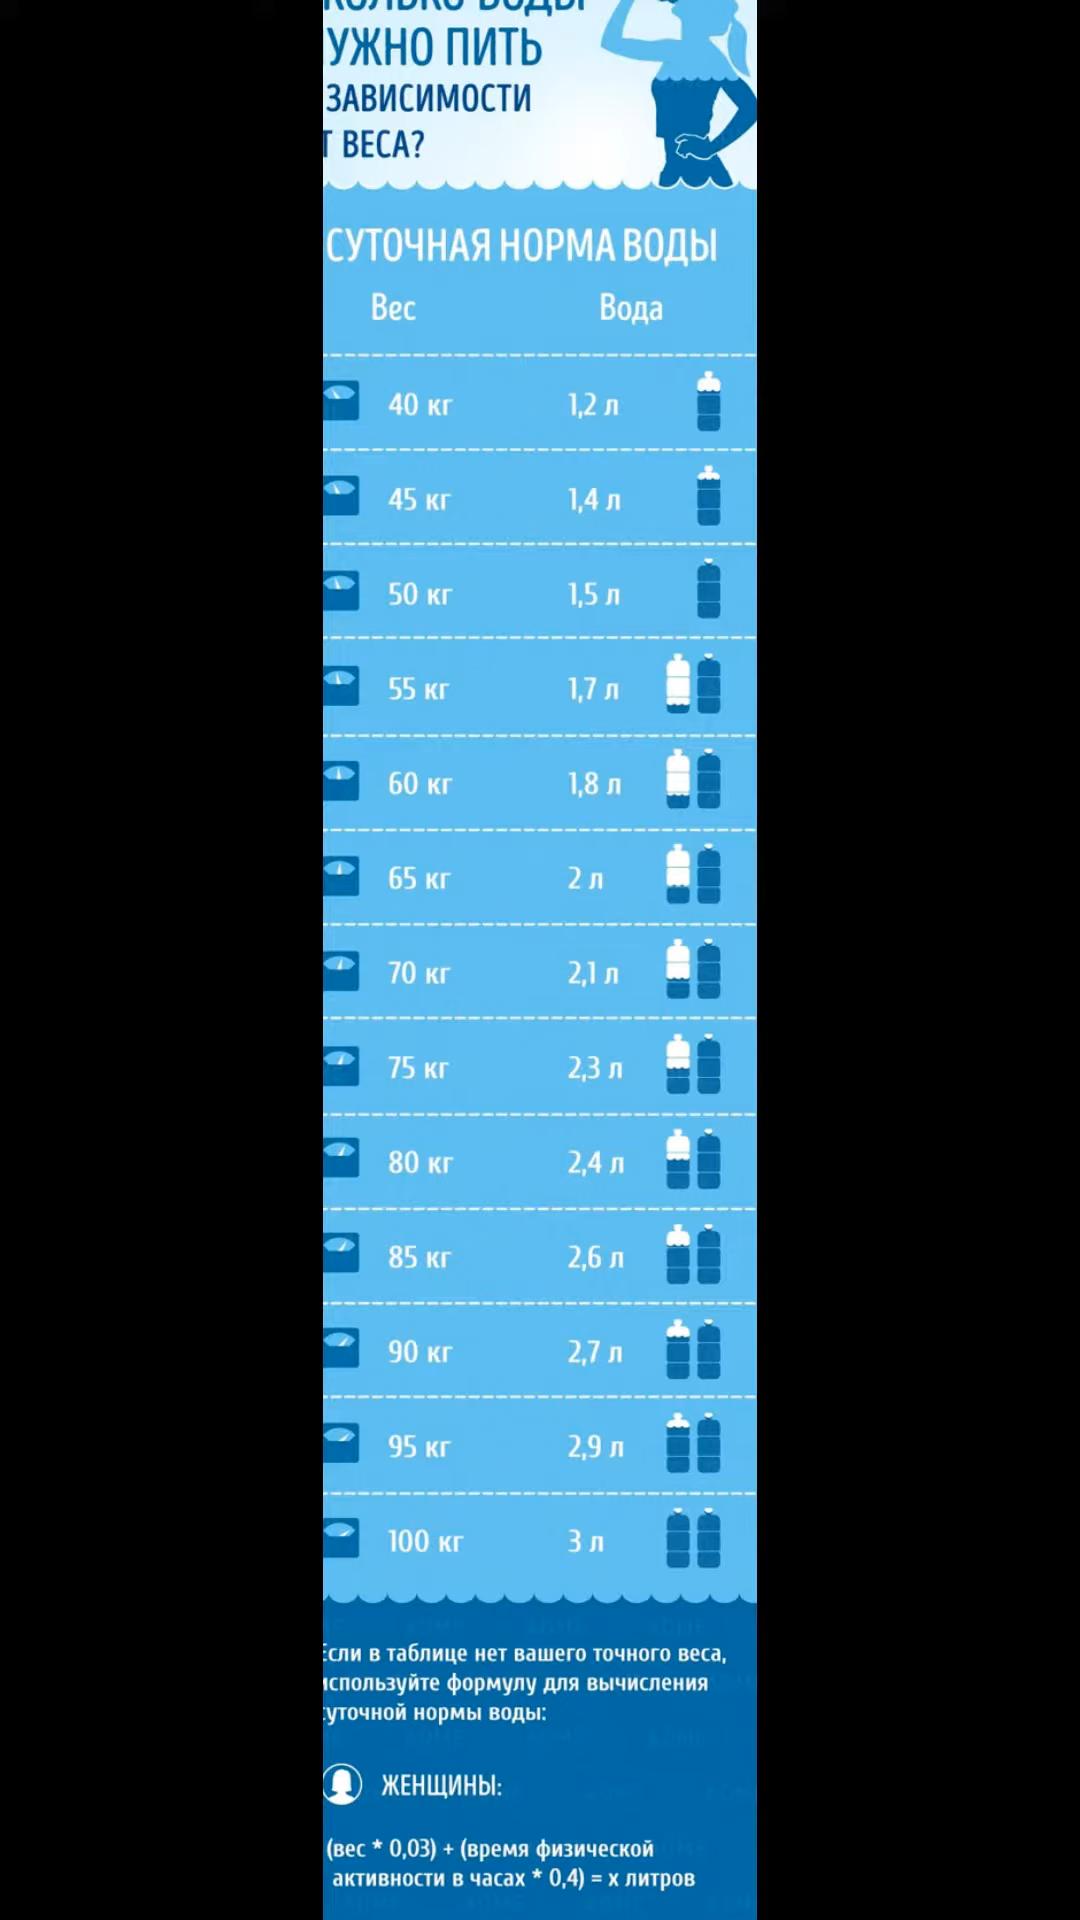 УЖНО ПИТЬ
ЗАВИСИМОСТИ
Т ВЕСА?
СУТОЧНАЯ НОРМА ВОДЫ
Вес Вода
40 кг 1,2 л
45 кг 1,4 л
50 кг 1,5 л
55 кг 1,7 л
60 кг 1,8 л
65 кг 2 л
70 кг 2,1 л
75 кг 2,3 л
80 кг 2,4 л
85 кг 2,6 л
90 кг 2,7 л
95 кг 2,9 л
100 кг 3 л
Если в таблице нет вашего точного веса,
используйте формулу для вычисления
суточной нормы воды:
ЖЕНЩИНЫ:
(вес * 0,03) + (время физической
активности в часах * 0,4) = х литров